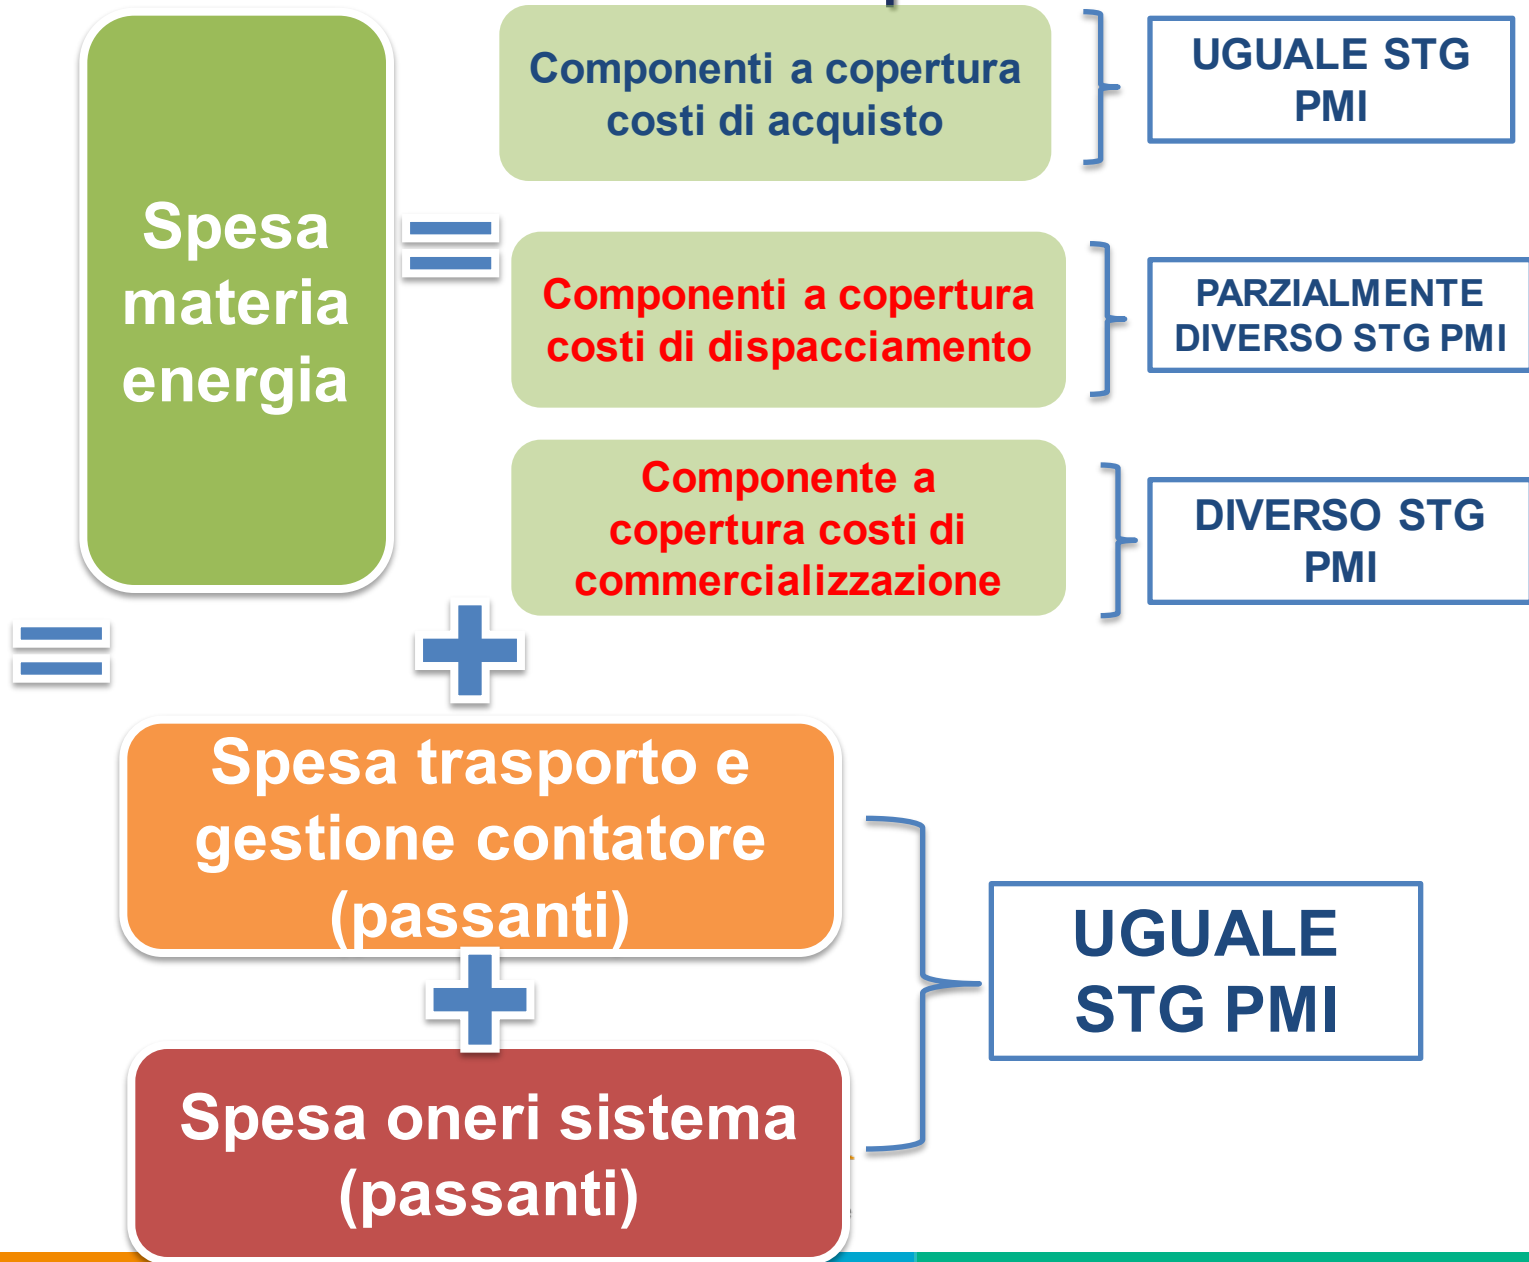 Spesa
materia
energia
Componenti a copertura
costi di acquisto
UGUALE STG
PMI
Componenti a copertura
costi di dispacciamento
PARZIALMENTE
DIVERSO STG PMI
Componente a
copertura costi di
commercializzazione
DIVERSO STG
PMI
Spesa trasporto e
gestione contatore
(passanti)
UGUALE
STG PMI
Spesa oneri sistema
(passanti)